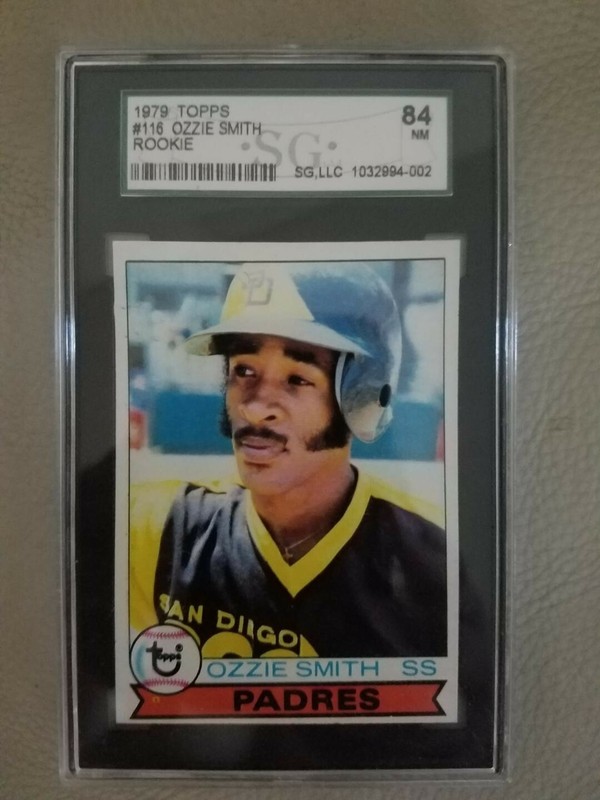 1979 TOPPS
#116 OZZIE SMITH
ROOKIE
84
NM
·SG·
SG,LLC 1032994-002
SAN DIEGO
Topps
OZZIE SMITH SS
PADRES